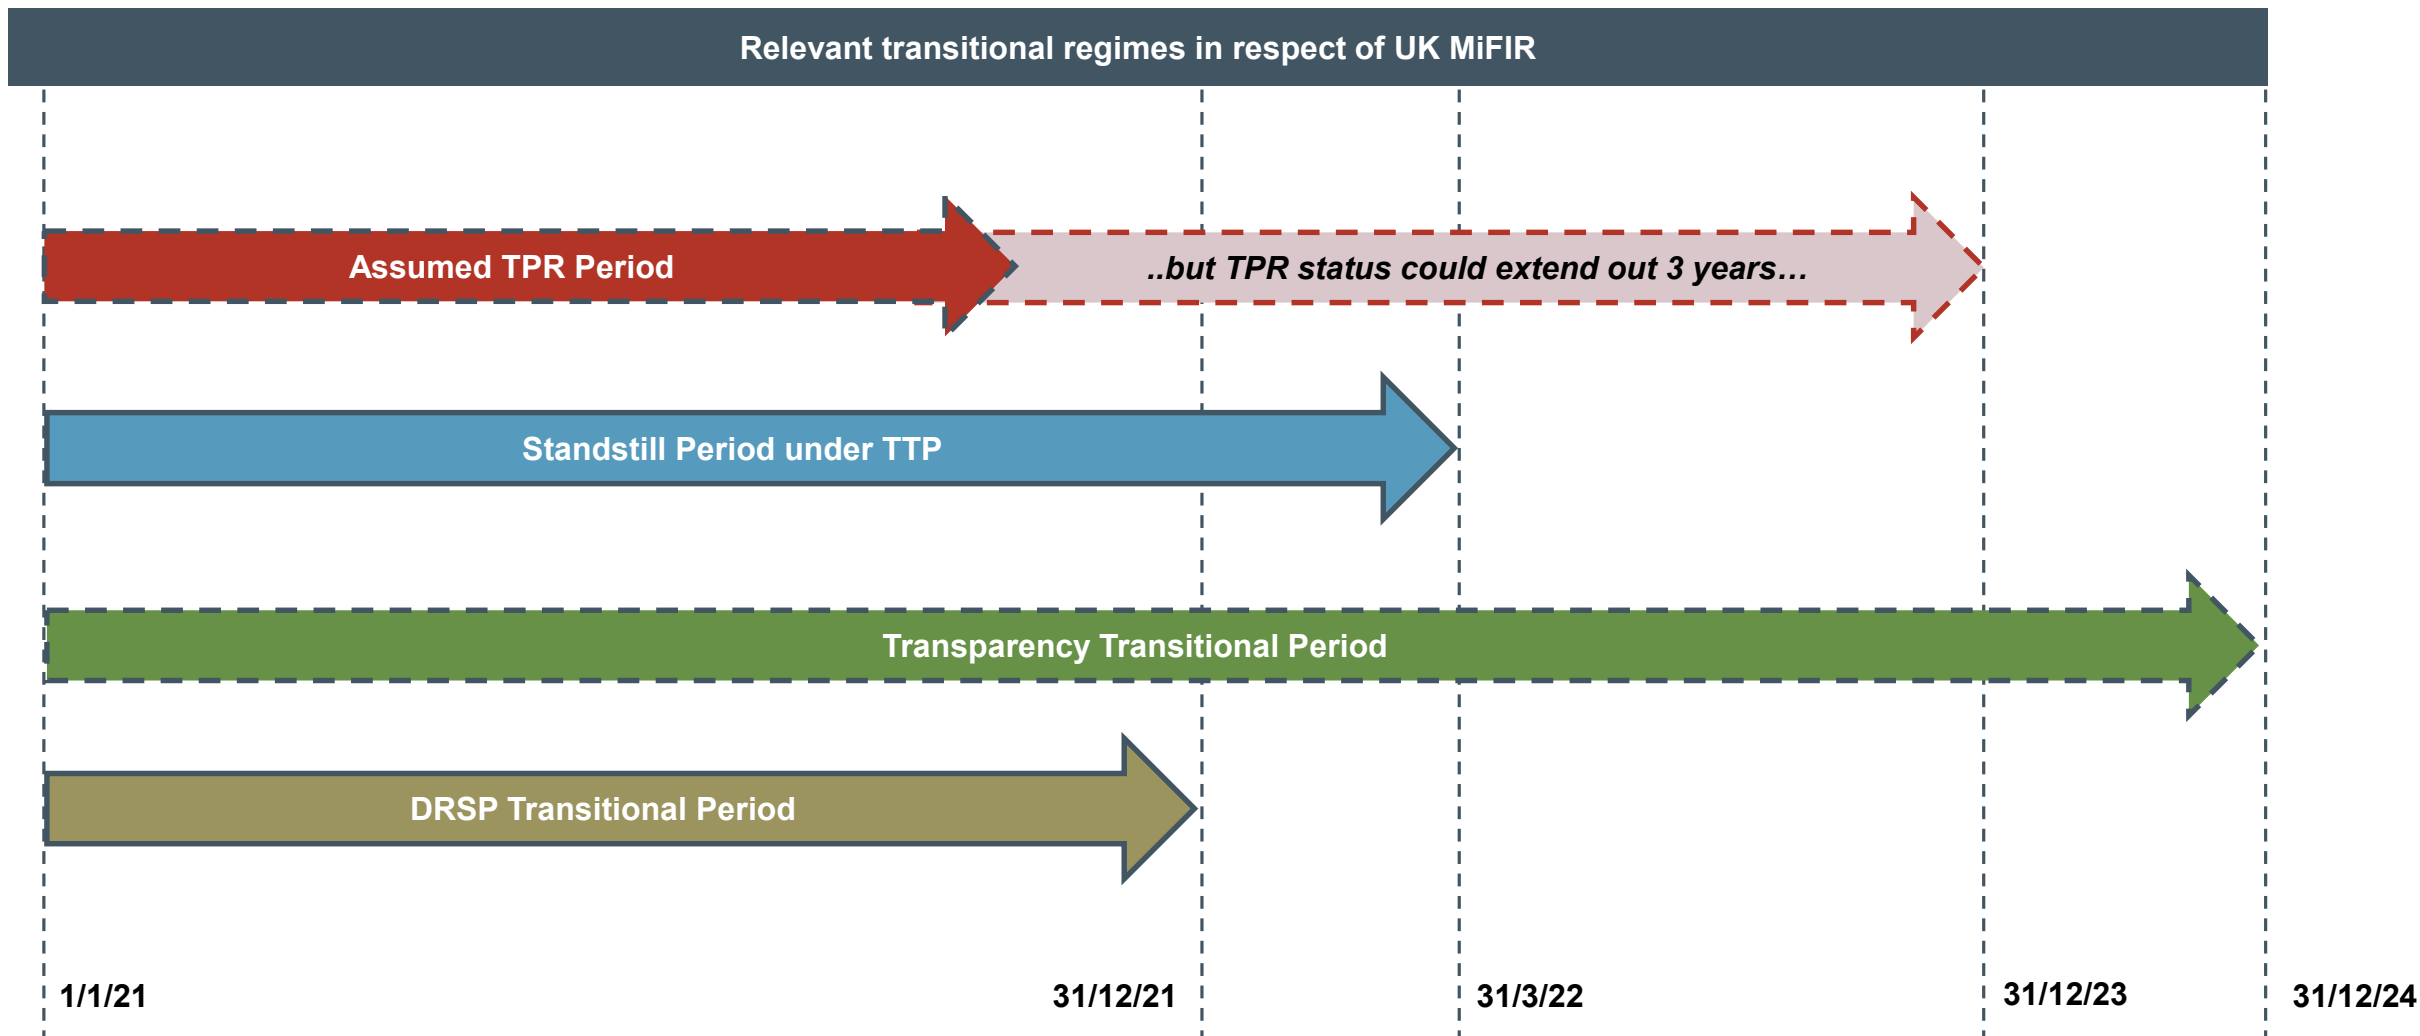 Relevant transitional regimes in respect of UK MiFIR
Assumed TPR Period
..but TPR status could extend out 3 years…
Standstill Period under TTP
Transparency Transitional Period
DRSP Transitional Period
1/1/21
31/12/21
31/3/22
31/12/23
31/12/24